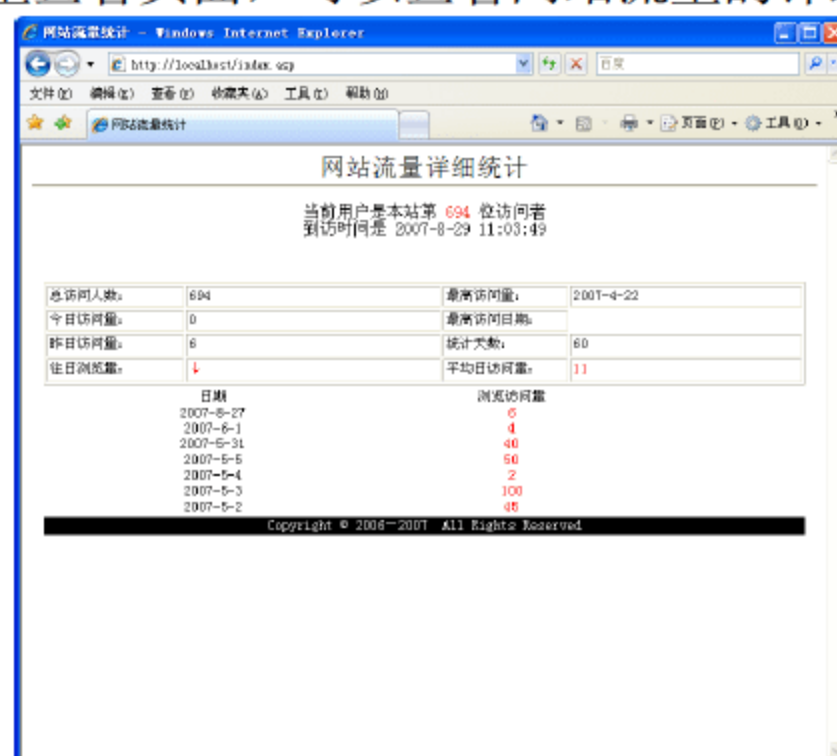 网站流量统计 - Windows Internet Explorer
http://localhost/index.asp 百度
文件(F) 编辑(E) 查看(V) 收藏夹(A) 工具(T) 帮助(H)
网站流量统计 页面(P) 工具(O)
网站流量详细统计
当前用户是本站第 694 位访问者
到访时间是 2007-8-29 11:03:49
总访问人数: 694 最高访问量: 2007-4-22
今日访问量: 0 最高访问日期:
昨日访问量: 6 统计天数: 60
往日浏览量: ↓ 平均日访问量: 11
日期 浏览访问量
2007-8-27 6
2007-6-1 4
2007-5-31 40
2007-5-5 50
2007-5-4 2
2007-5-3 100
2007-5-2 45
Copyright © 2006-2007 All Rights Reserved